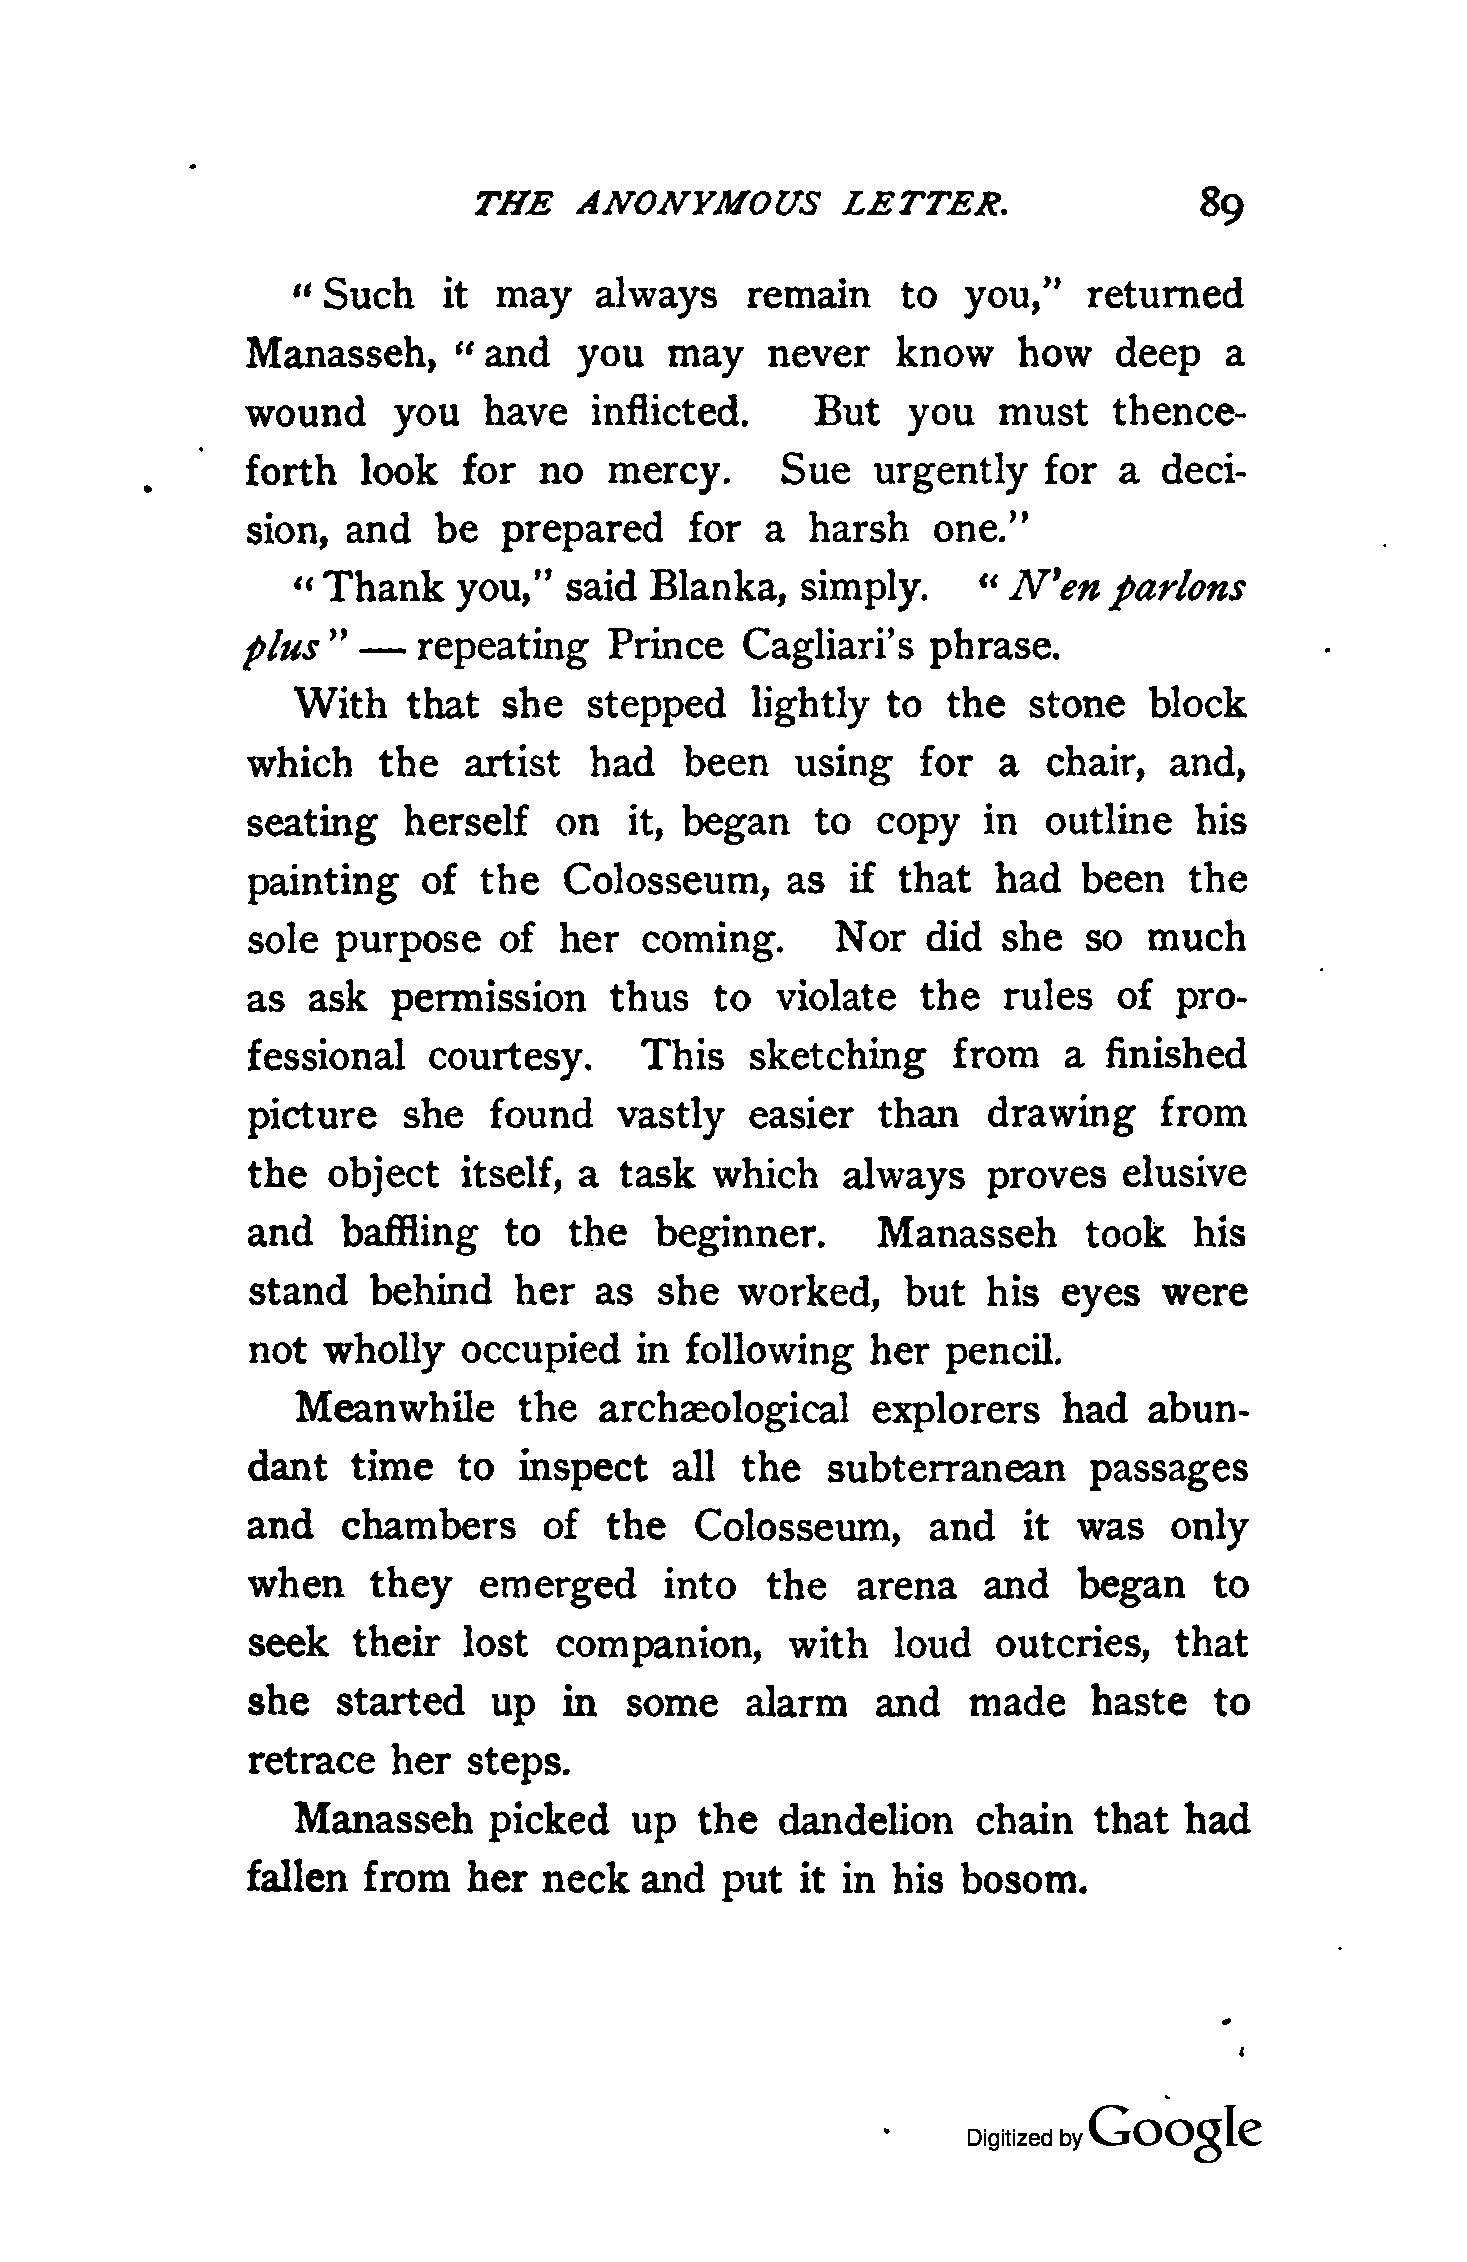 THE ANONYMOUS LETTER. 89
“ Such it may always remain to you,” returned
Manasseh, “ and you may never know how deep a
wound you have inflicted. But you must thence-
forth look for no mercy. Sue urgently for a deci-
sion, and be prepared for a harsh one.”
“ Thank you,” said Blanka, simply. “ N’en parlons
plus ” — repeating Prince Cagliari’s phrase.
With that she stepped lightly to the stone block
which the artist had been using for a chair, and,
seating herself on it, began to copy in outline his
painting of the Colosseum, as if that had been the
sole purpose of her coming. Nor did she so much
as ask permission thus to violate the rules of pro-
fessional courtesy. This sketching from a finished
picture she found vastly easier than drawing from
the object itself, a task which always proves elusive
and baffling to the beginner. Manasseh took his
stand behind her as she worked, but his eyes were
not wholly occupied in following her pencil.
Meanwhile the archæological explorers had abun-
dant time to inspect all the subterranean passages
and chambers of the Colosseum, and it was only
when they emerged into the arena and began to
seek their lost companion, with loud outcries, that
she started up in some alarm and made haste to
retrace her steps.
Manasseh picked up the dandelion chain that had
fallen from her neck and put it in his bosom.
Digitized by Google